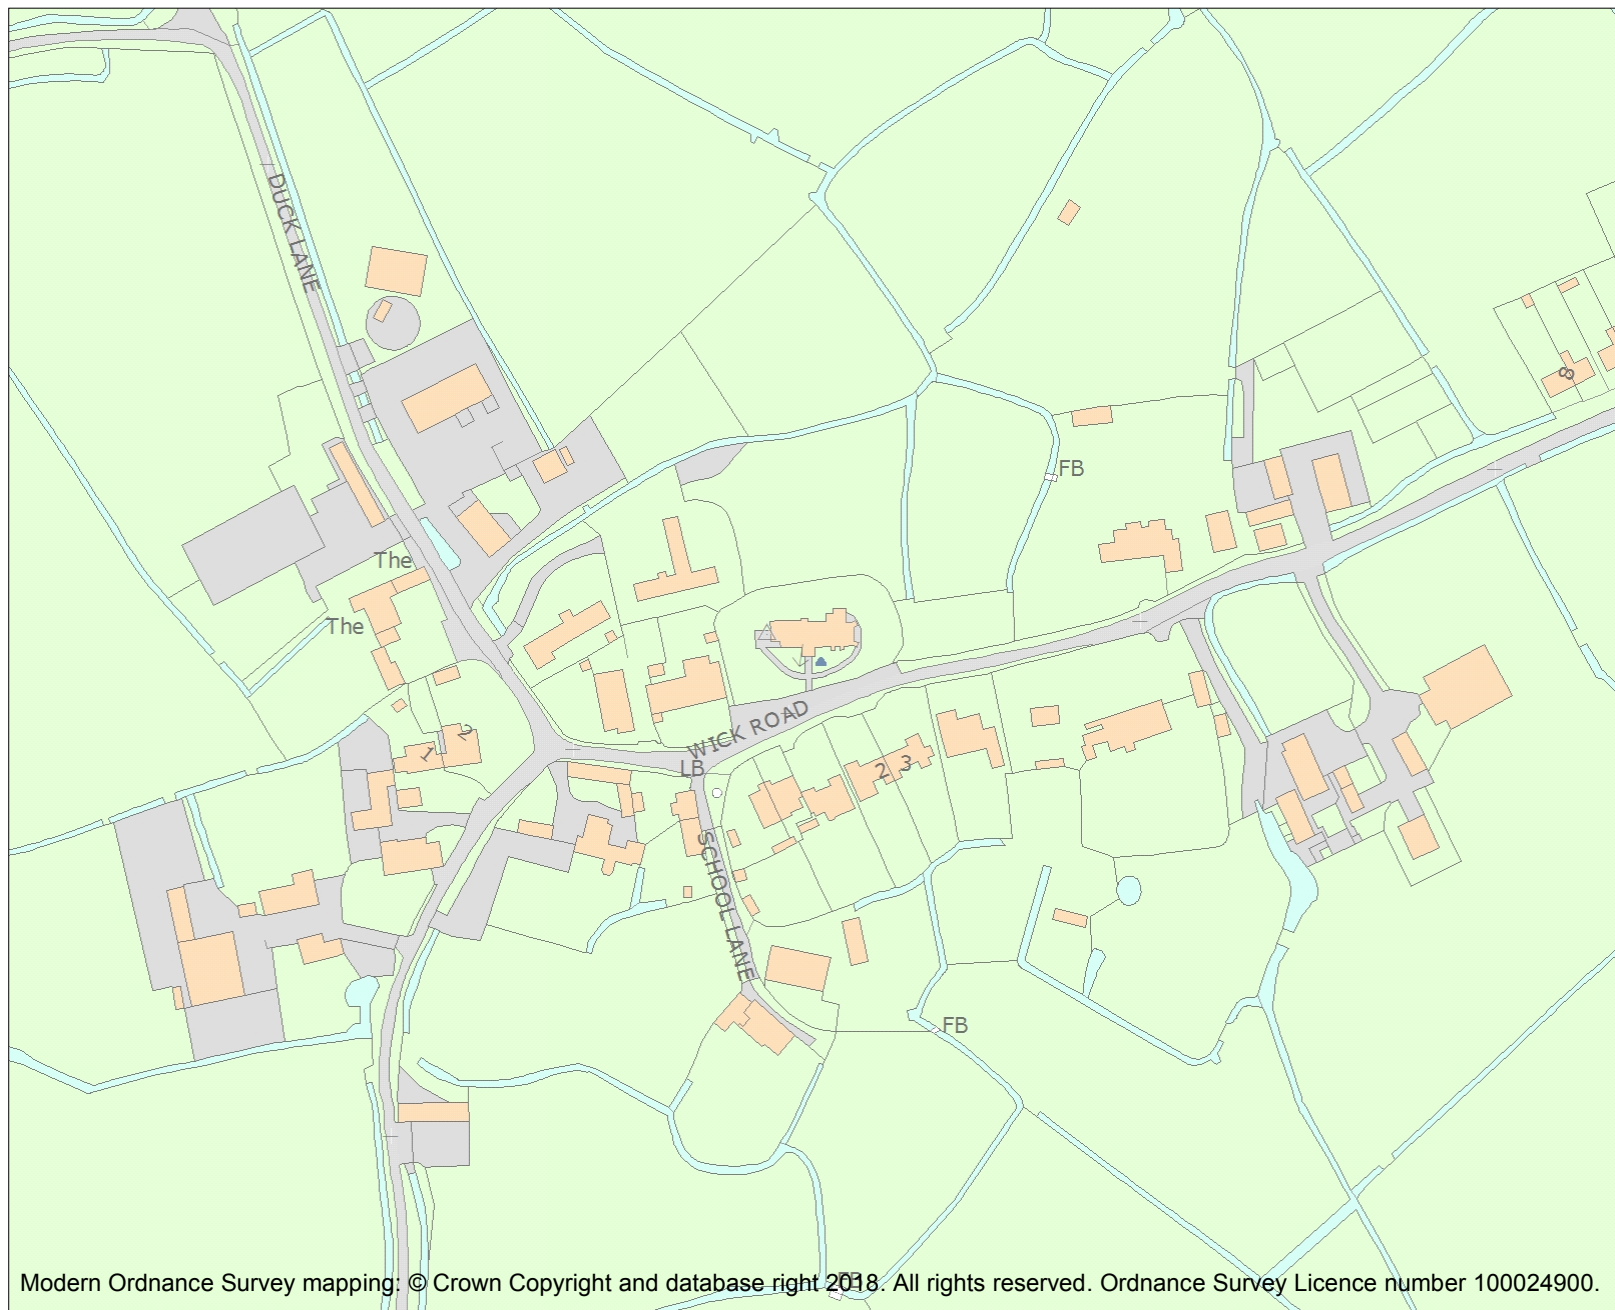 DUCK LANE
8
FB
The
The
WICK ROAD
2
1
LB
2 3
SCHOOL LANE
FB
FB
Modern Ordnance Survey mapping: © Crown Copyright and database right 2018. All rights reserved. Ordnance Survey Licence number 100024900.